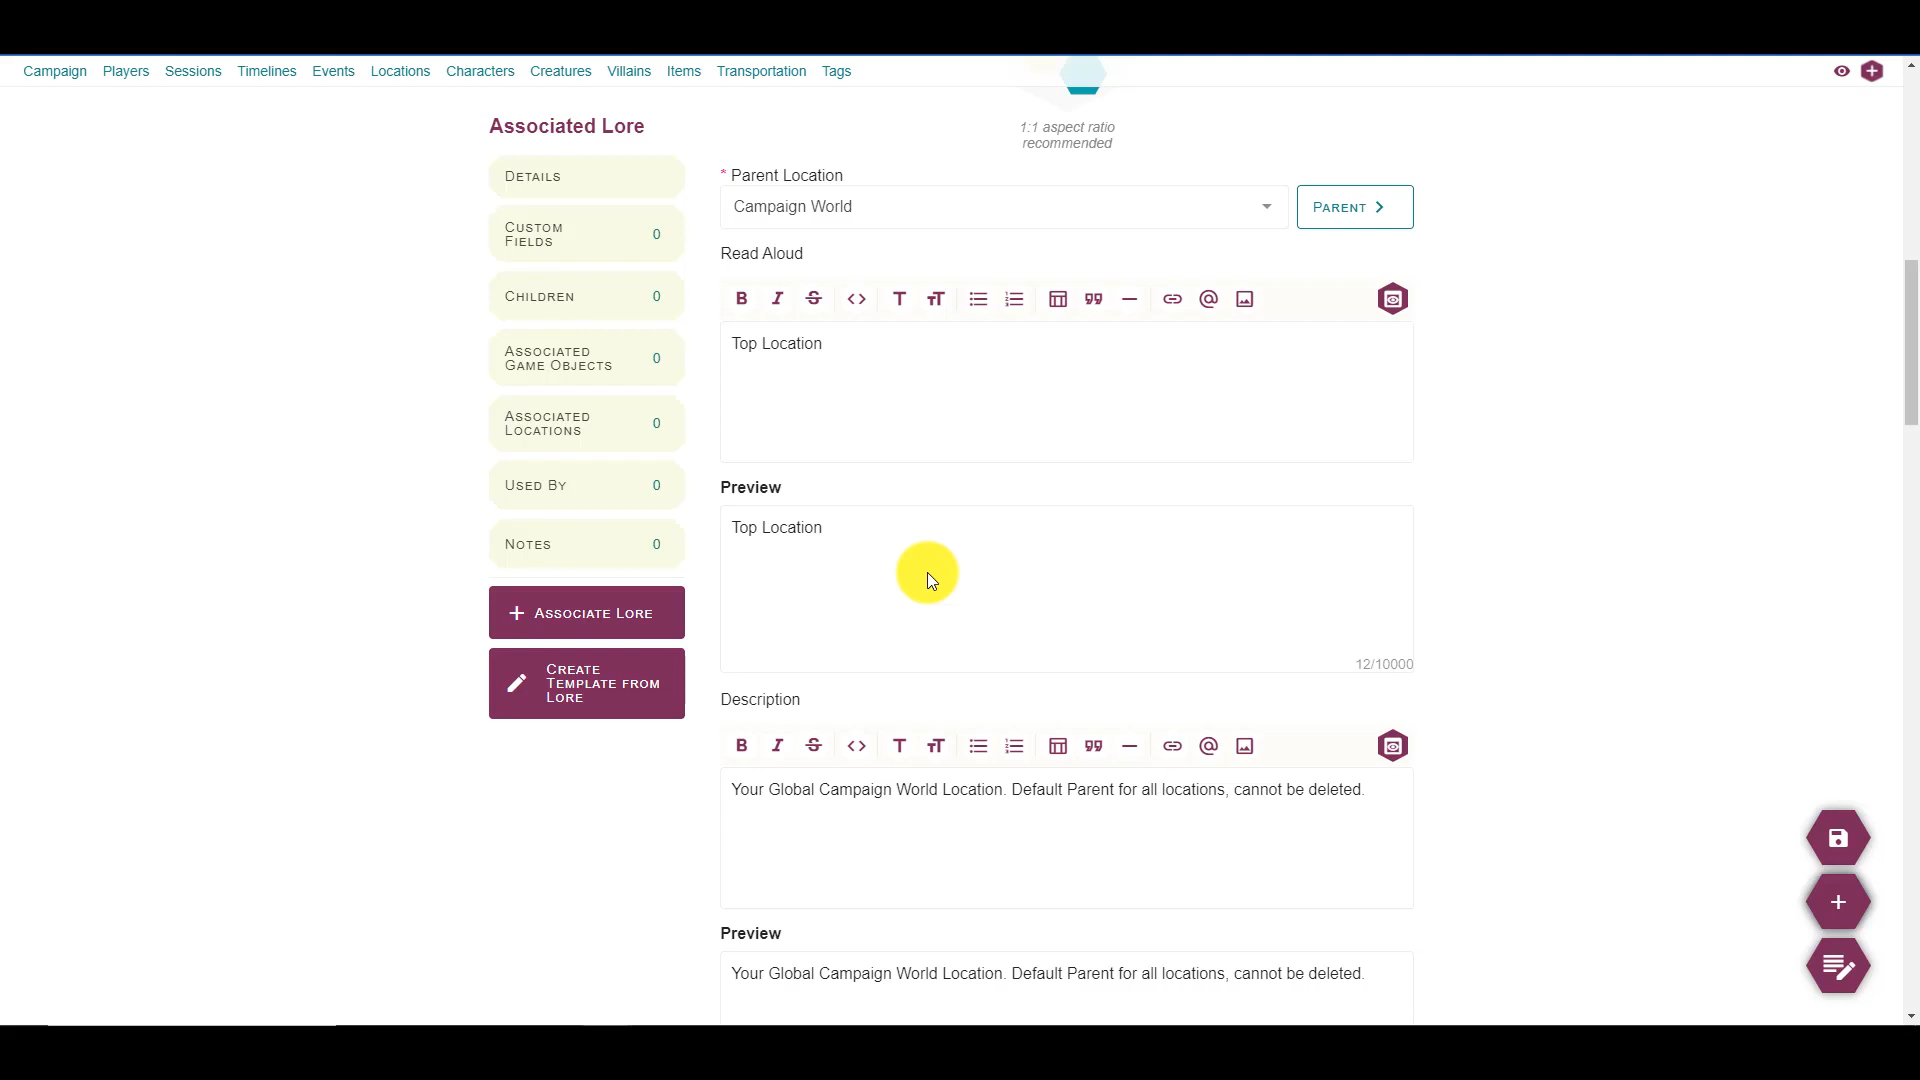 Campaign Players Sessions Timelines Events Locations Characters Creatures Villains Items Transportation Tags
Associated Lore
1:1 aspect ratio
recommended
DETAILS
CUSTOM
FIELDS 0
CHILDREN 0
ASSOCIATED
GAME OBJECTS 0
ASSOCIATED
LOCATIONS 0
USED BY 0
NOTES 0
+ ASSOCIATE LORE
CREATE
TEMPLATE FROM
LORE
* Parent Location
Campaign World
PARENT >
Read Aloud
Top Location
Preview
Top Location
12/10000
Description
Your Global Campaign World Location. Default Parent for all locations, cannot be deleted.
Preview
Your Global Campaign World Location. Default Parent for all locations, cannot be deleted.